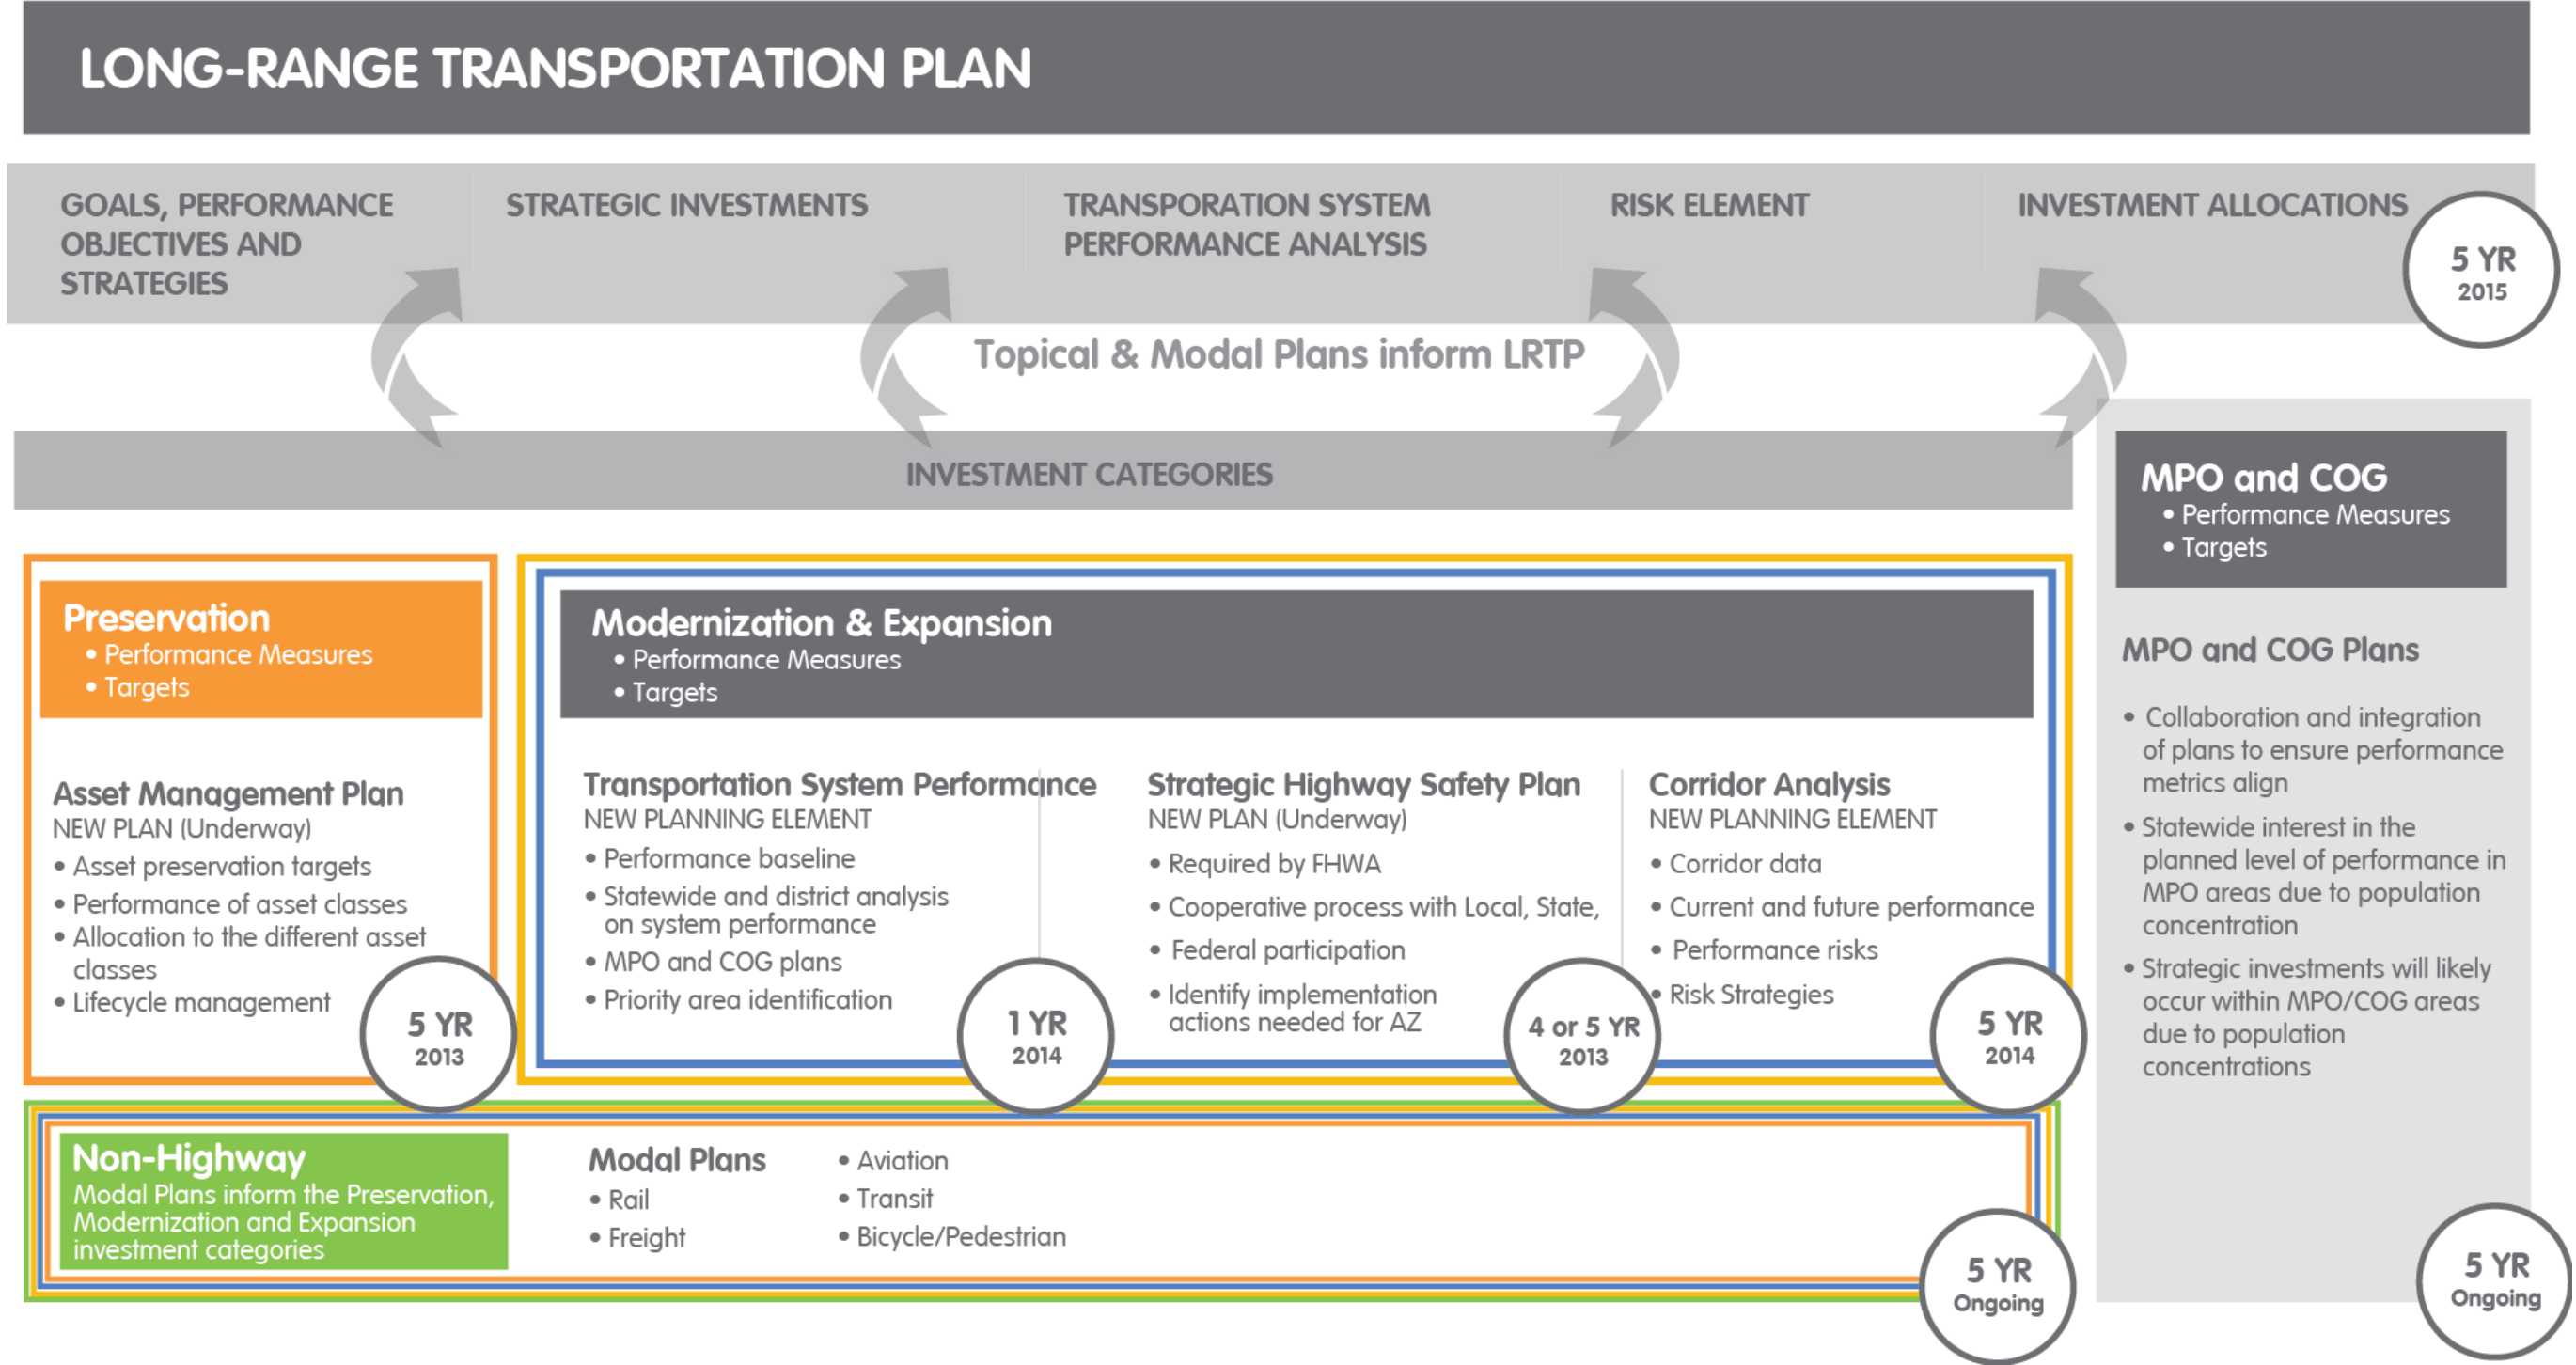 LONG-RANGE TRANSPORTATION PLAN
GOALS, PERFORMANCE
OBJECTIVES AND
STRATEGIES
STRATEGIC INVESTMENTS
TRANSPORATION SYSTEM
PERFORMANCE ANALYSIS
RISK ELEMENT
INVESTMENT ALLOCATIONS
5 YR
2015
Topical & Modal Plans inform LRTP
INVESTMENT CATEGORIES
Preservation
• Performance Measures
• Targets
Asset Management Plan
NEW PLAN (Underway)
• Asset preservation targets
• Performance of asset classes
• Allocation to the different asset
classes
• Lifecycle management
5 YR
2013
Modernization & Expansion
• Performance Measures
• Targets
Transportation System Performance
NEW PLANNING ELEMENT
• Performance baseline
• Statewide and district analysis
on system performance
• MPO and COG plans
• Priority area identification
1 YR
2014
Strategic Highway Safety Plan
NEW PLAN (Underway)
• Required by FHWA
• Cooperative process with Local, State,
• Federal participation
• Identify implementation
actions needed for AZ
4 or 5 YR
2013
Corridor Analysis
NEW PLANNING ELEMENT
• Corridor data
• Current and future performance
• Performance risks
• Risk Strategies
5 YR
2014
MPO and COG
• Performance Measures
• Targets
MPO and COG Plans
• Collaboration and integration
of plans to ensure performance
metrics align
• Statewide interest in the
planned level of performance in
MPO areas due to population
concentration
• Strategic investments will likely
occur within MPO/COG areas
due to population
concentrations
5 YR
Ongoing
Non-Highway
Modal Plans inform the Preservation,
Modernization and Expansion
investment categories
Modal Plans
• Rail
• Freight
• Aviation
• Transit
• Bicycle/Pedestrian
5 YR
Ongoing